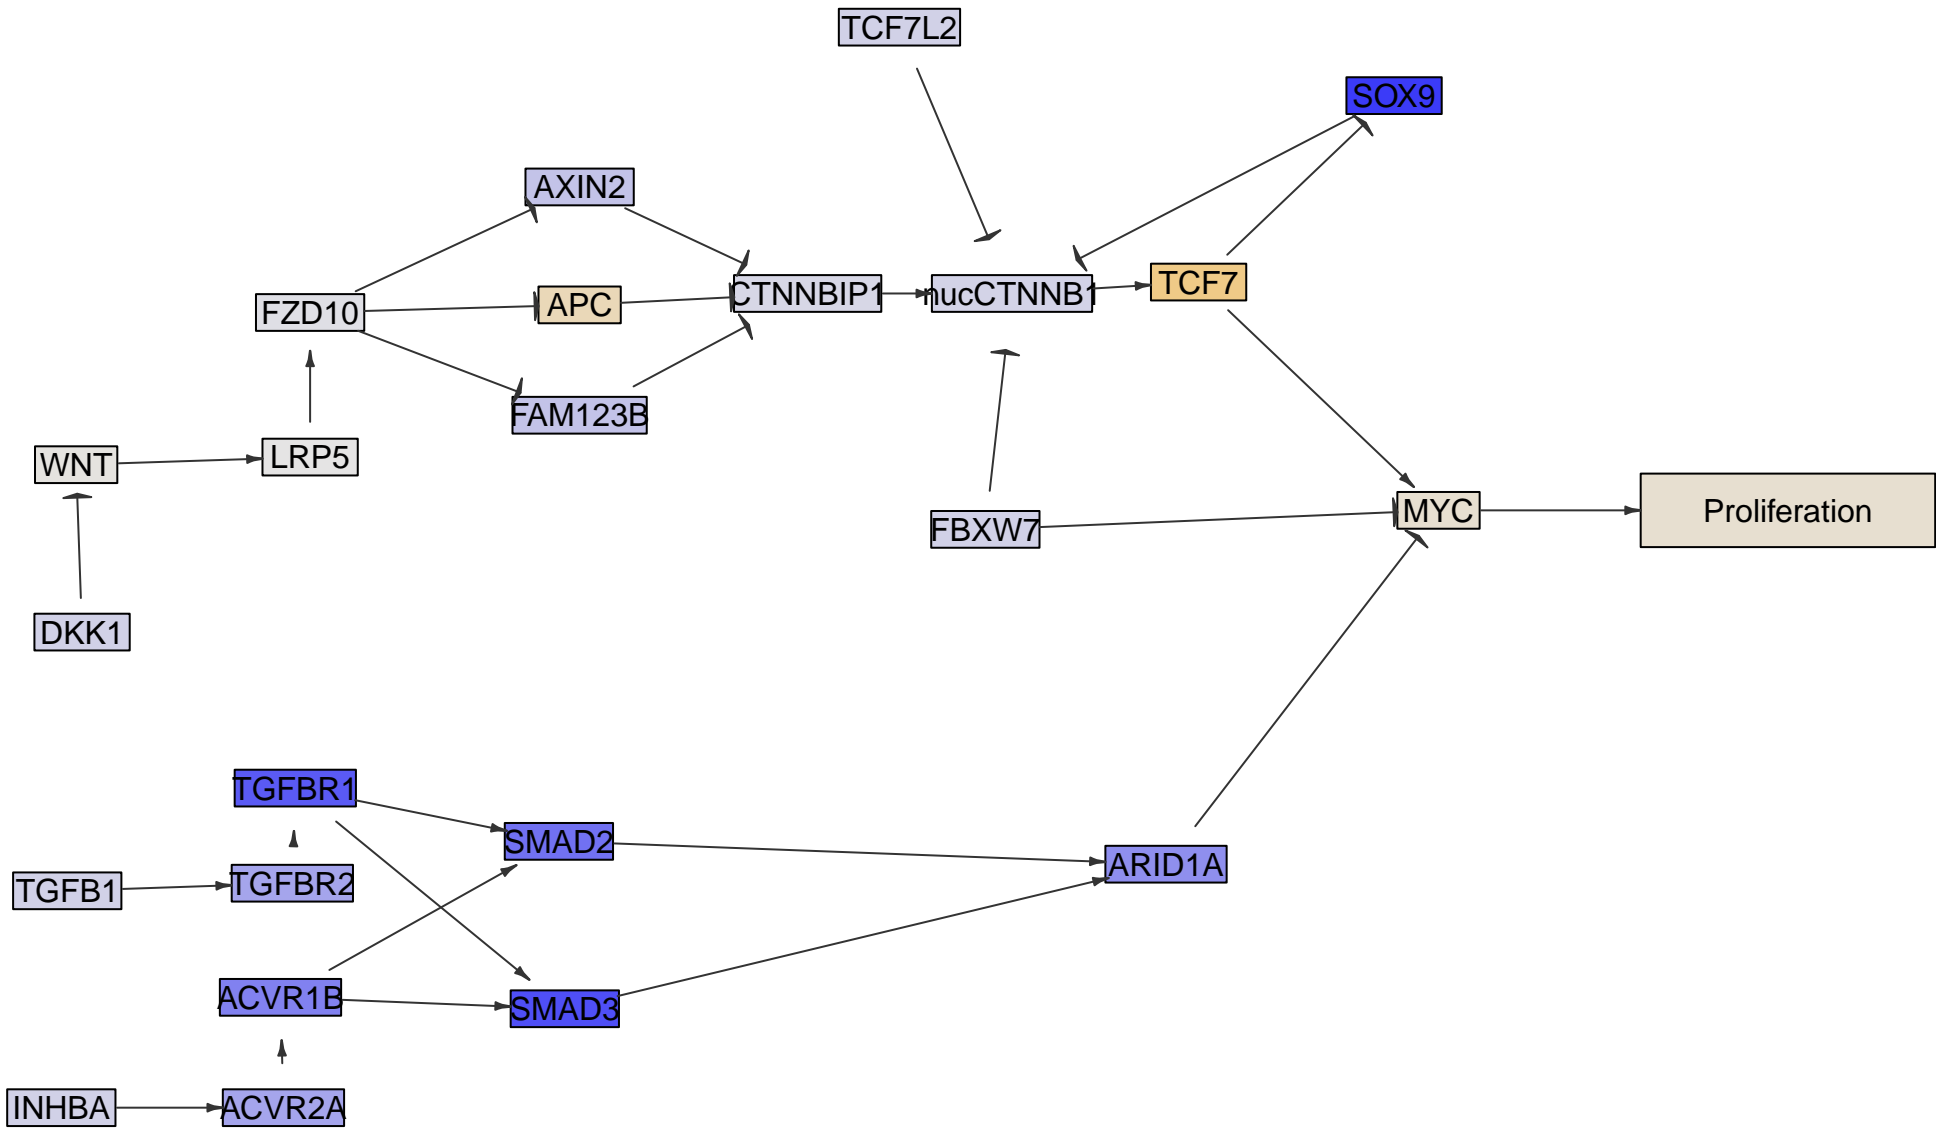 TCF7L2
SOX9
AXIN2
TCF7
CTNNBIP1
nucCTNNB1
APC
FZD10
FAM123B
LRP5
WNT
MYC
Proliferation
FBXW7
DKK1
TGFBR1
SMAD2
ARID1A
TGFBR2
TGFB1
ACVR1B
SMAD3
INHBA
ACVR2A